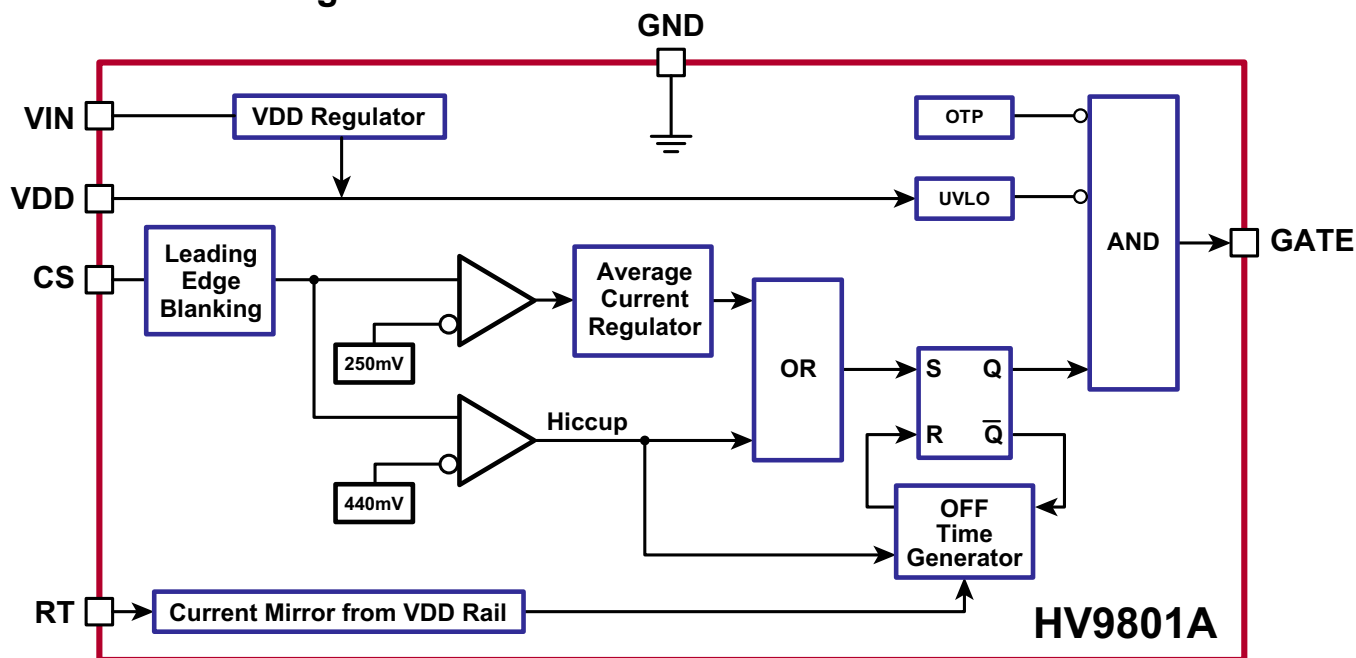 GND
VIN
VDD Regulator
OTP
VDD
UVLO
AND
GATE
CS
Leading
Edge
Blanking
Average
Current
Regulator
250mV
OR
S Q
R Q̅
Hiccup
440mV
OFF
Time
Generator
RT
Current Mirror from VDD Rail
HV9801A